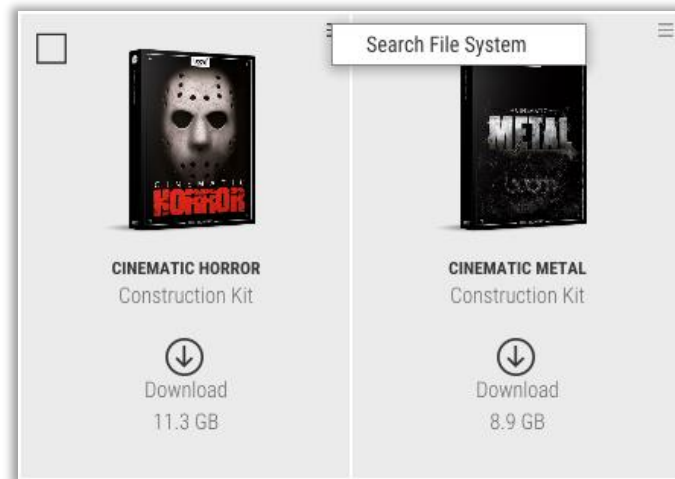 Search File System
CINEMATIC
HORROR
CINEMATIC
METAL
CINEMATIC HORROR
Construction Kit
Download
11.3 GB
CINEMATIC METAL
Construction Kit
Download
8.9 GB